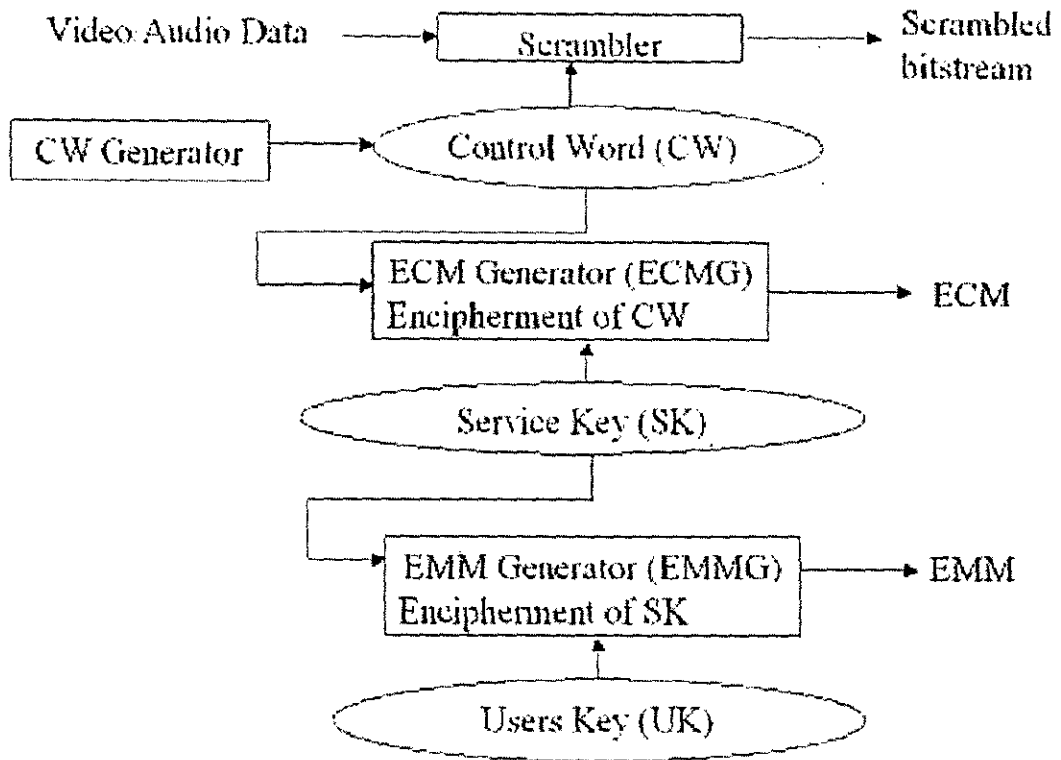 Video Audio Data
Scrambler
Scrambled
bitstream
CW Generator
Control Word (CW)
ECM Generator (ECMG)
Encipherment of CW
ECM
Service Key (SK)
EMM Generator (EMMG)
Encipherment of SK
EMM
Users Key (UK)